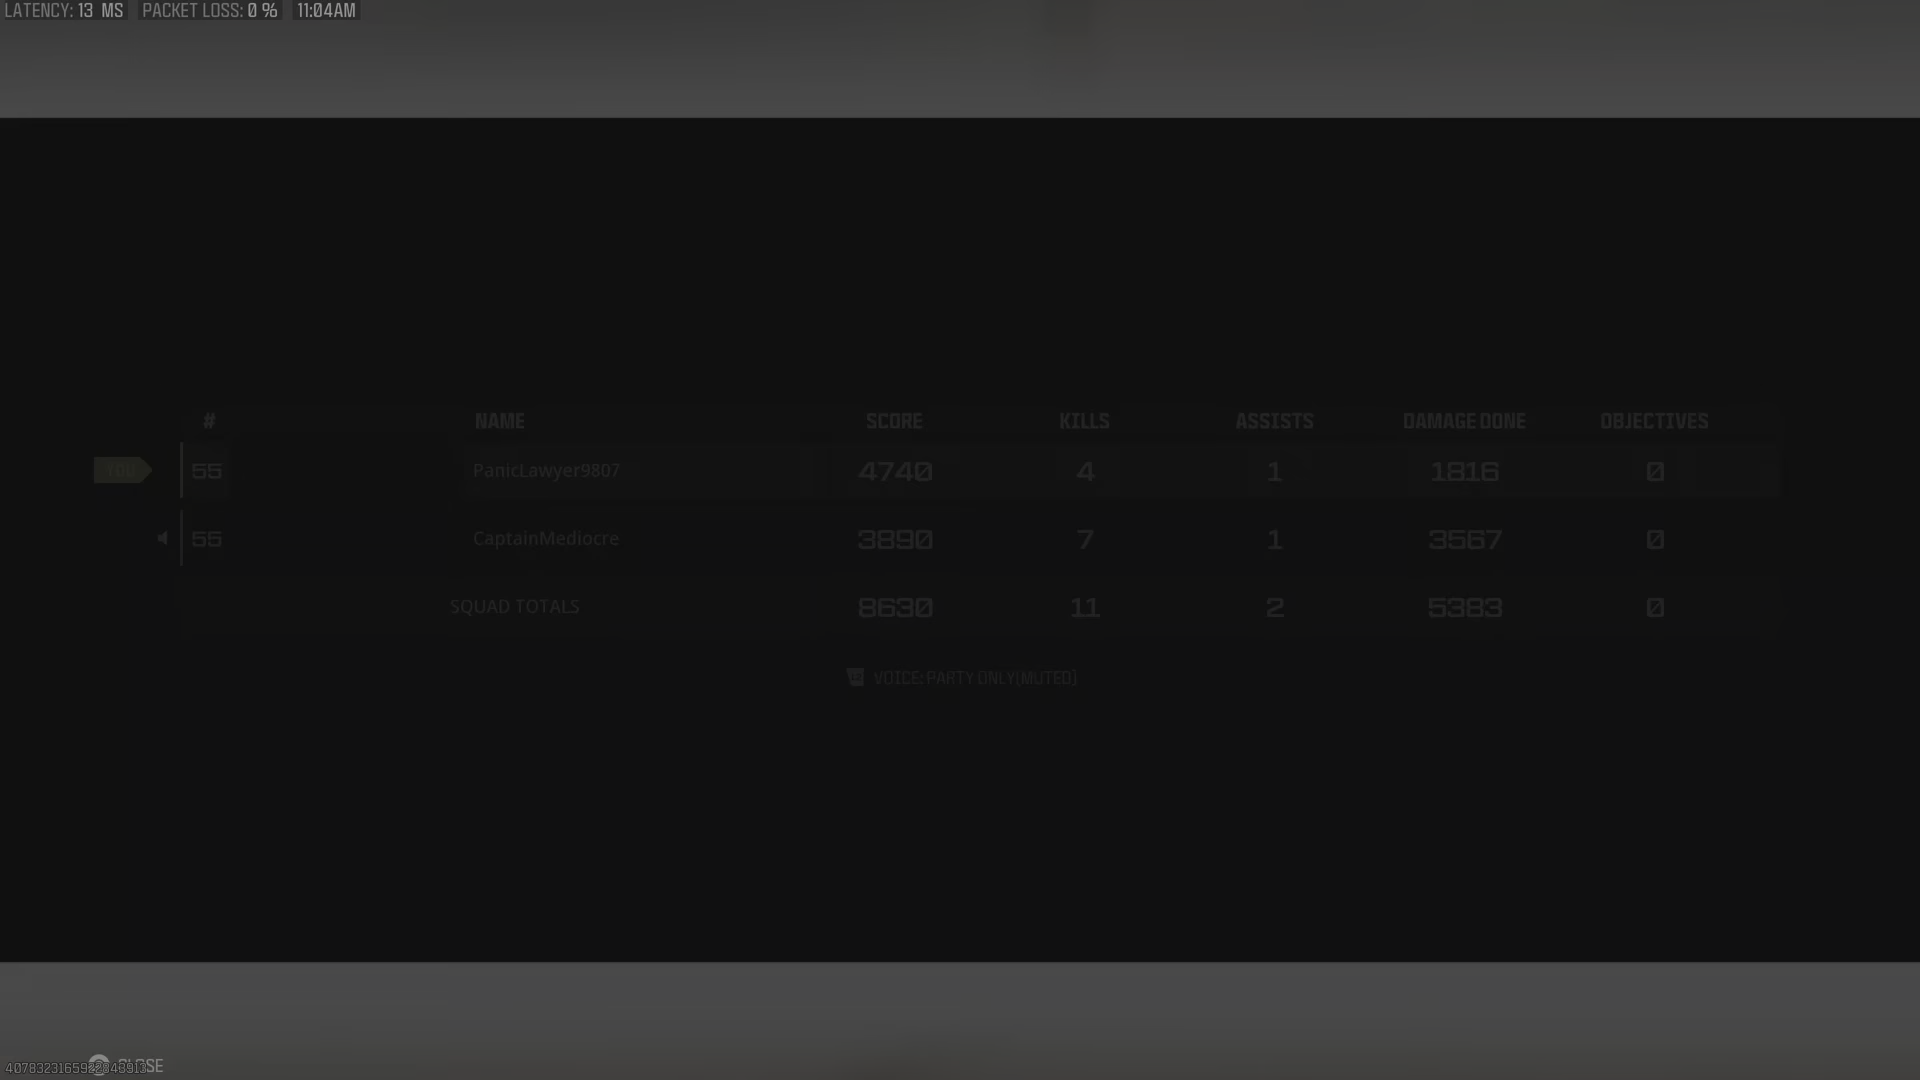 LATENCY: 13 MS PACKET LOSS: 0 % 11:04AM
# NAME SCORE KILLS ASSISTS DAMAGE DONE OBJECTIVES
YOU 55 PanicLawyer9807 4740 4 1 1816 0
55 CaptainMediocre 3890 7 1 3567 0
SQUAD TOTALS 8630 11 2 5383 0
VOICE: PARTY ONLY(MUTED)
CLOSE